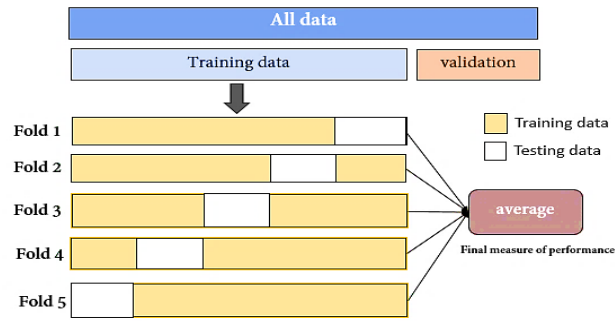 All data
Training data
validation
Fold 1
Fold 2
Fold 3
Fold 4
Fold 5
Training data
Testing data
average
Final measure of performance